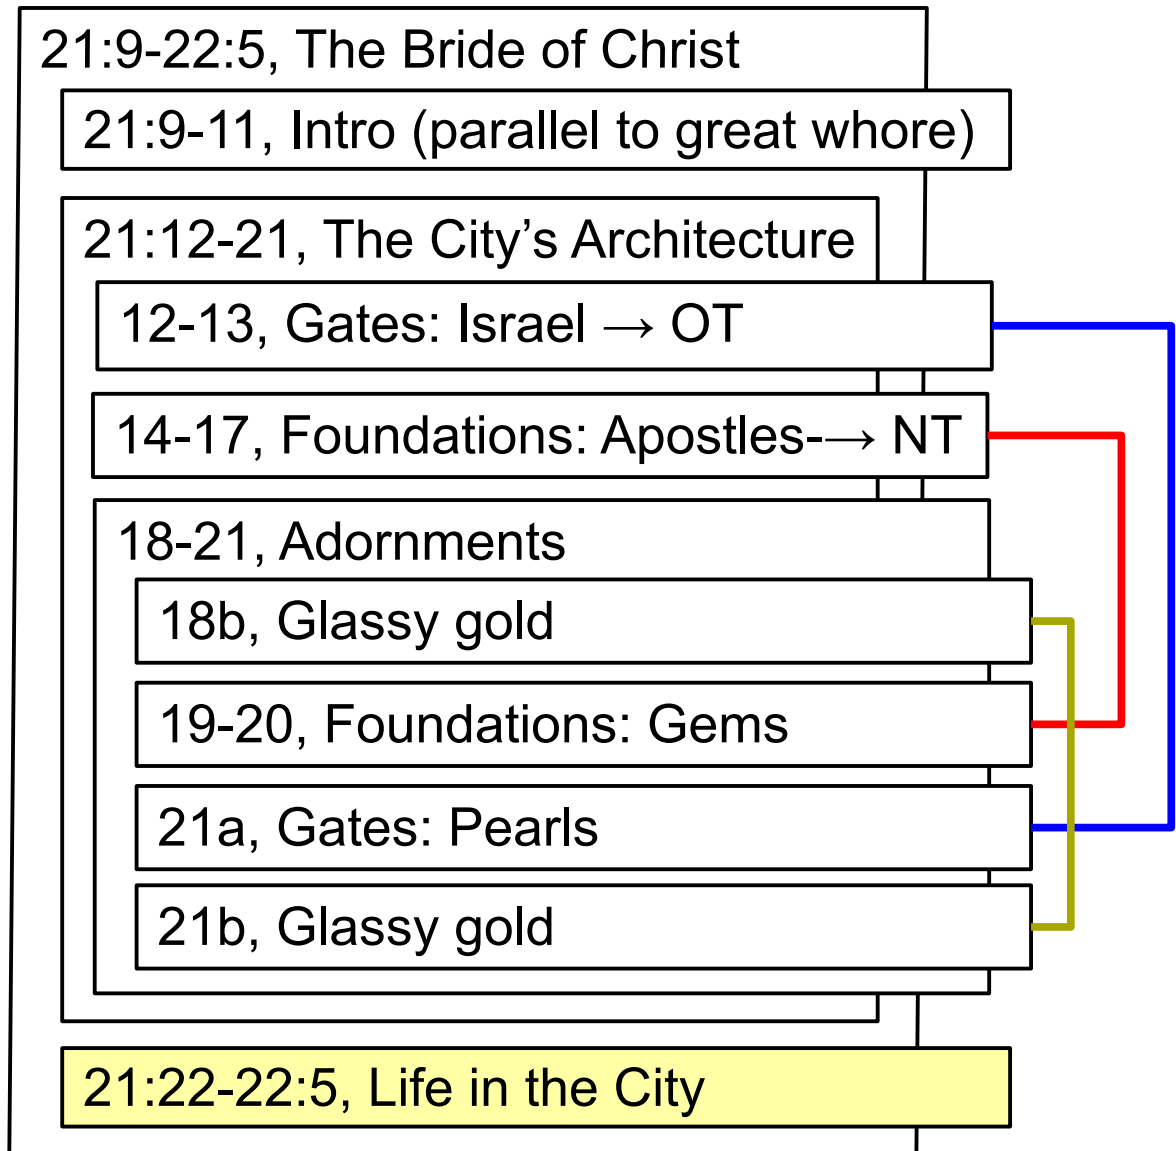 21:9-22:5, The Bride of Christ
21:9-11, Intro (parallel to great whore)
21:12-21, The City’s Architecture
12-13, Gates: Israel → OT
14-17, Foundations: Apostles-→ NT
18-21, Adornments
18b, Glassy gold
19-20, Foundations: Gems
21a, Gates: Pearls
21b, Glassy gold
21:22-22:5, Life in the City